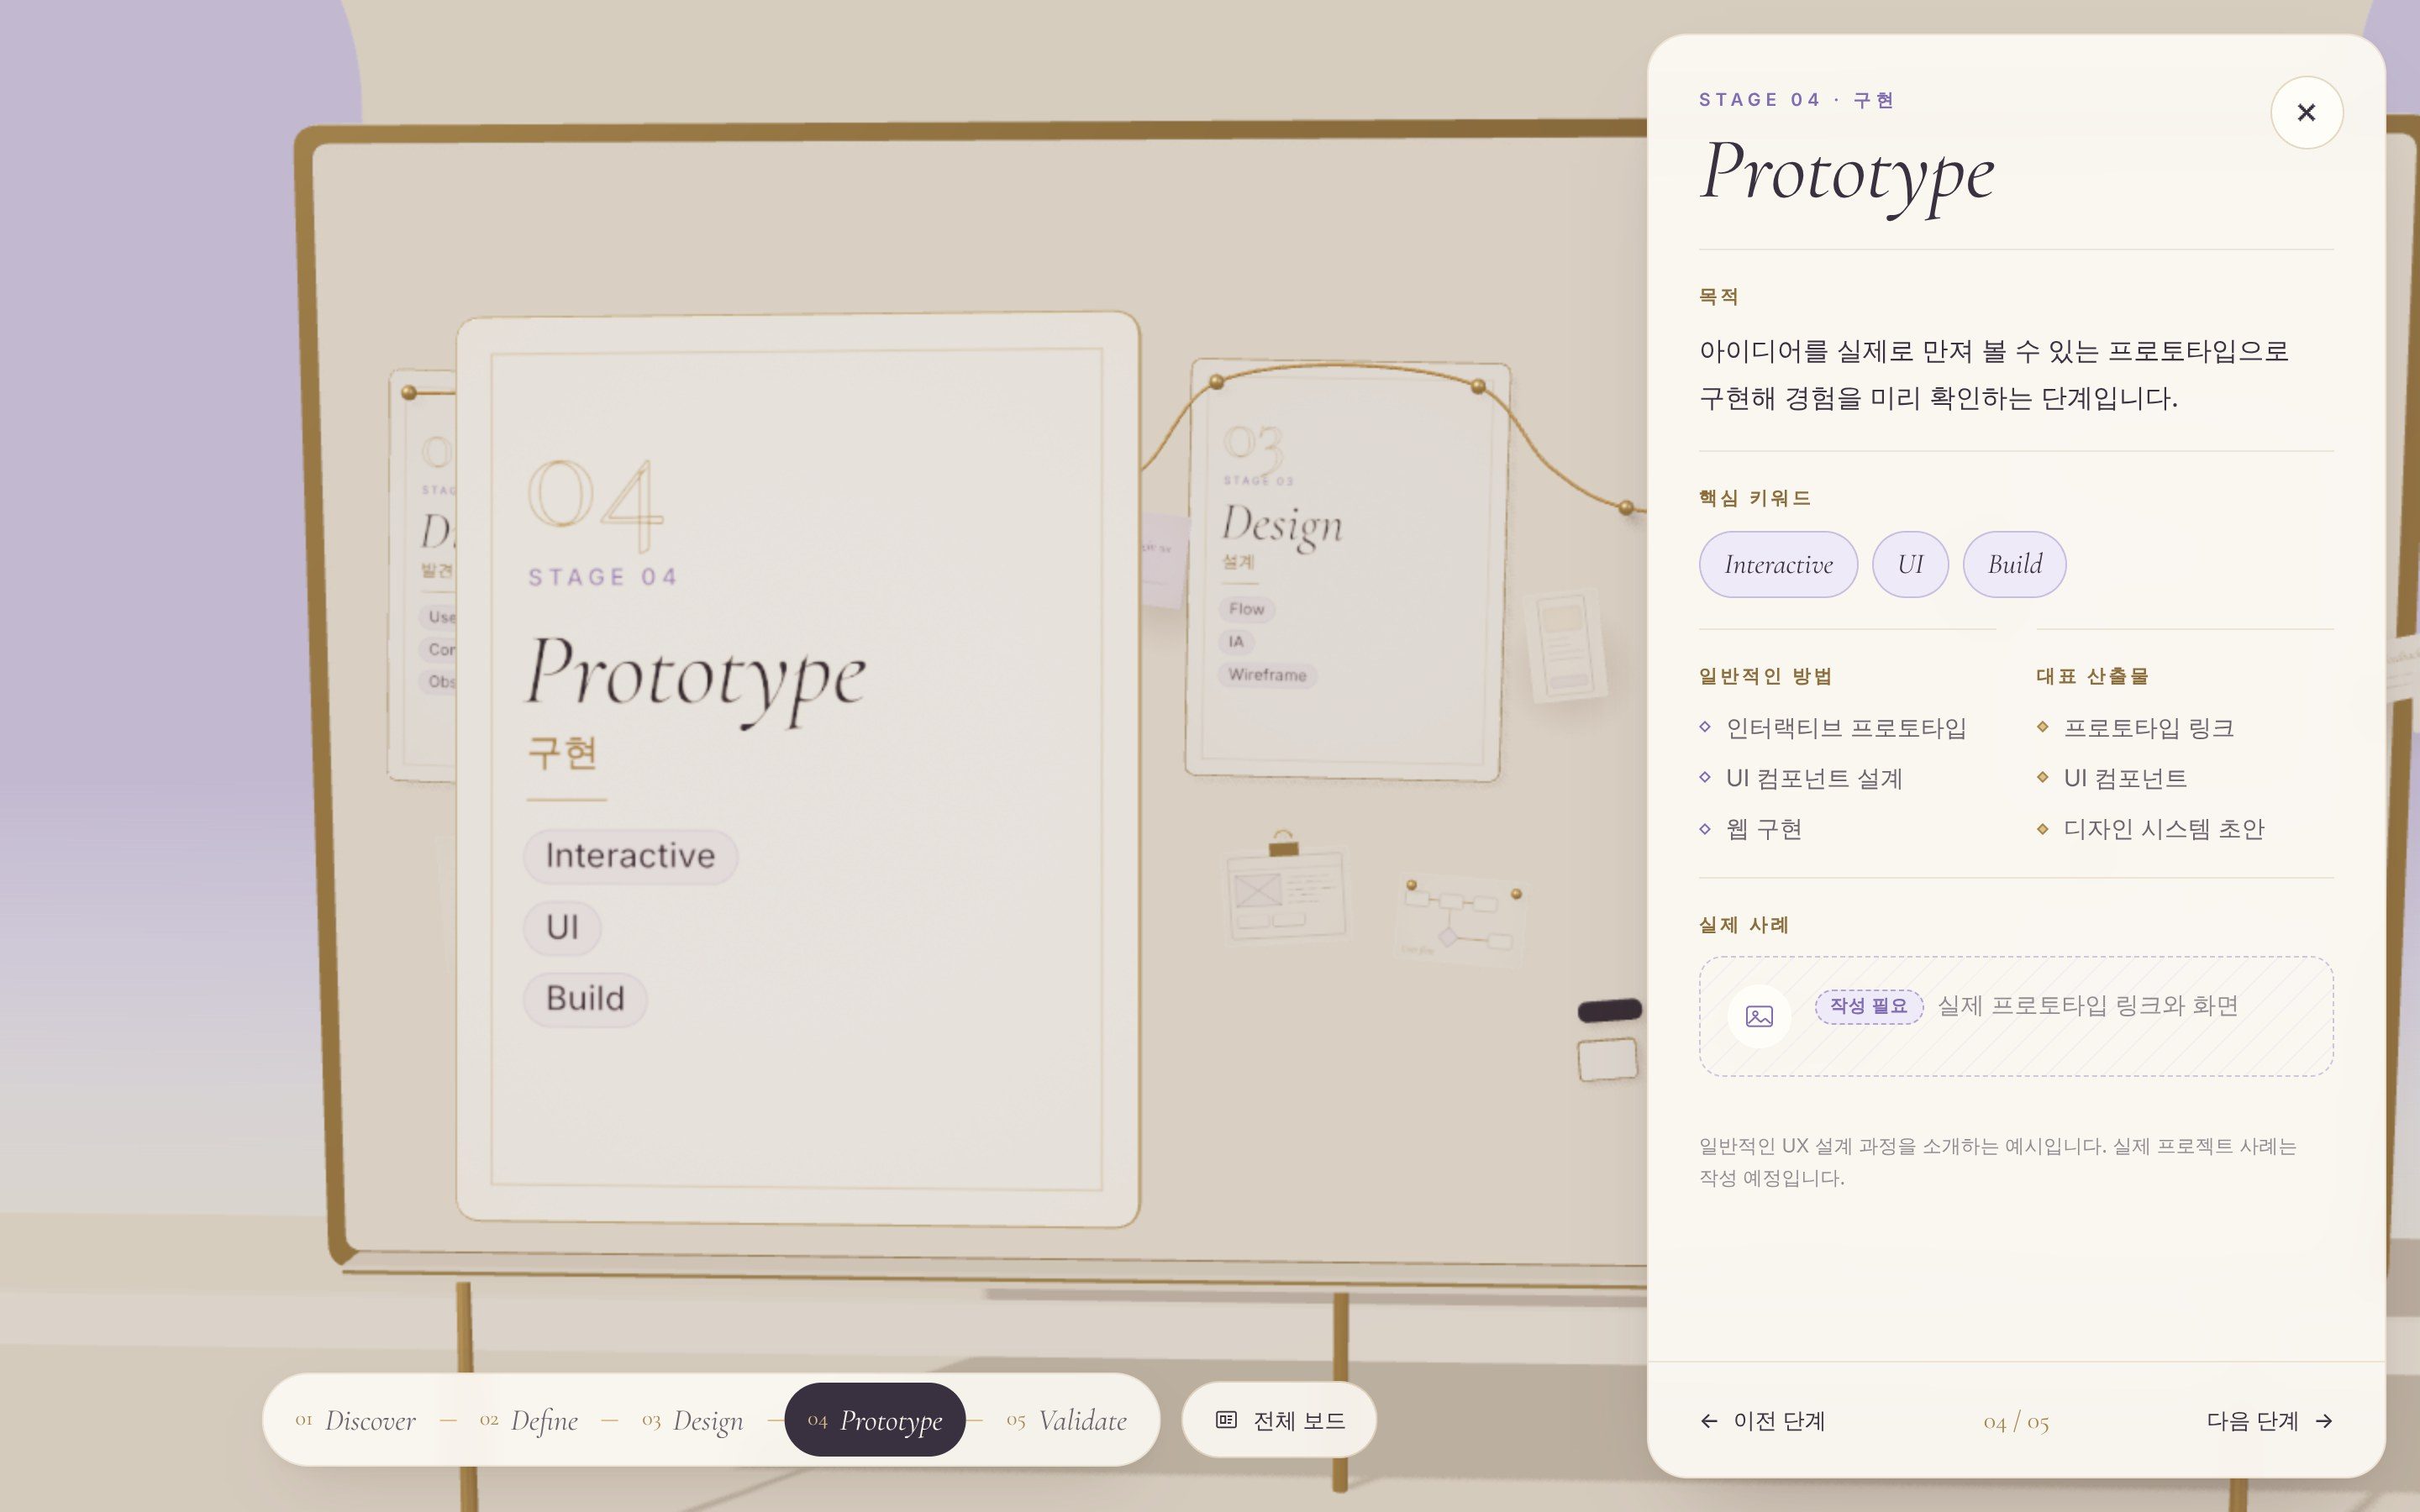 04
STAGE 04
Prototype
구현
Interactive
UI
Build
03
STAGE 03
Design
설계
Flow
IA
Wireframe
발견
STAGE 04 · 구현
Prototype
목적
아이디어를 실제로 만져 볼 수 있는 프로토타입으로
구현해 경험을 미리 확인하는 단계입니다.
핵심 키워드
Interactive UI Build
일반적인 방법
인터랙티브 프로토타입
UI 컴포넌트 설계
웹 구현
대표 산출물
프로토타입 링크
UI 컴포넌트
디자인 시스템 초안
실제 사례
작성 필요 실제 프로토타입 링크와 화면
일반적인 UX 설계 과정을 소개하는 예시입니다. 실제 프로젝트 사례는
작성 예정입니다.
이전 단계 04 / 05 다음 단계
01 Discover 02 Define 03 Design 04 Prototype 05 Validate 전체 보드